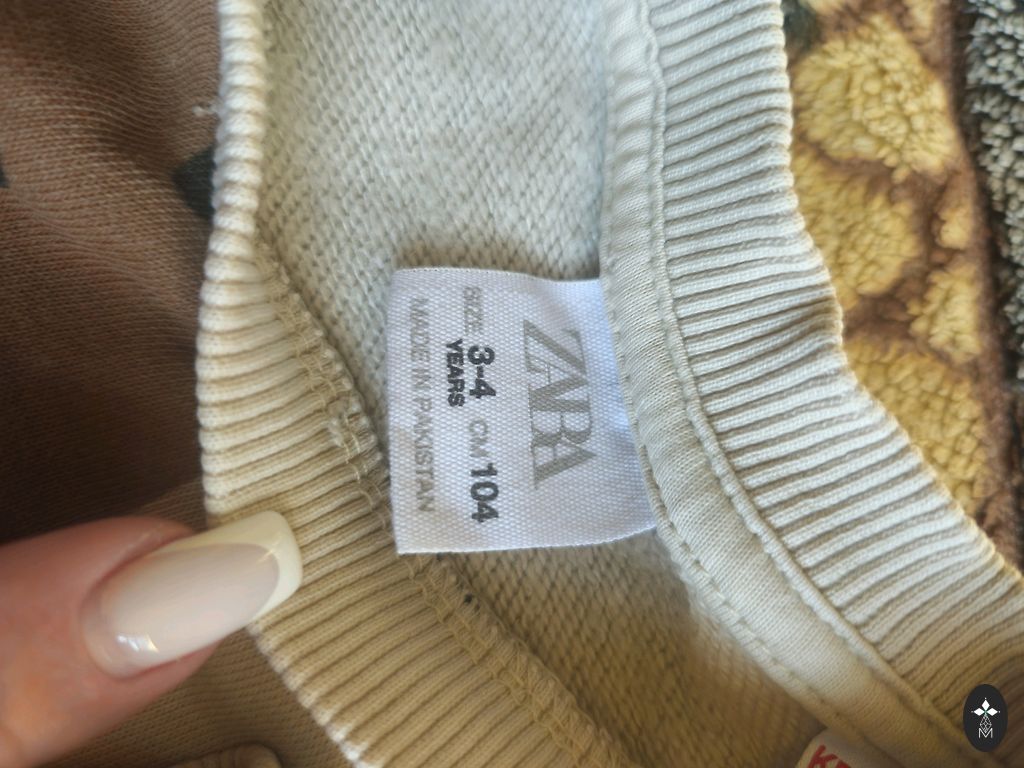 ZARA
SIZE: 3-4 CM 104
YEARS
MADE IN PAKISTAN